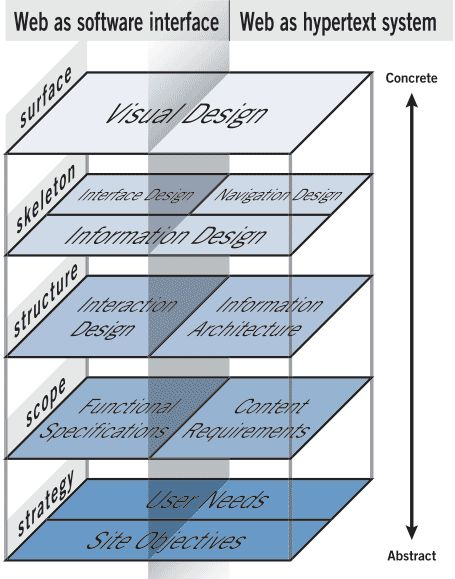 Web as software interface
Web as hypertext system
Concrete
surface
Visual Design
skeleton
Interface Design
Navigation Design
Information Design
structure
Interaction
Design
Information
Architecture
scope
Functional
Specifications
Content
Requirements
strategy
User Needs
Site Objectives
Abstract